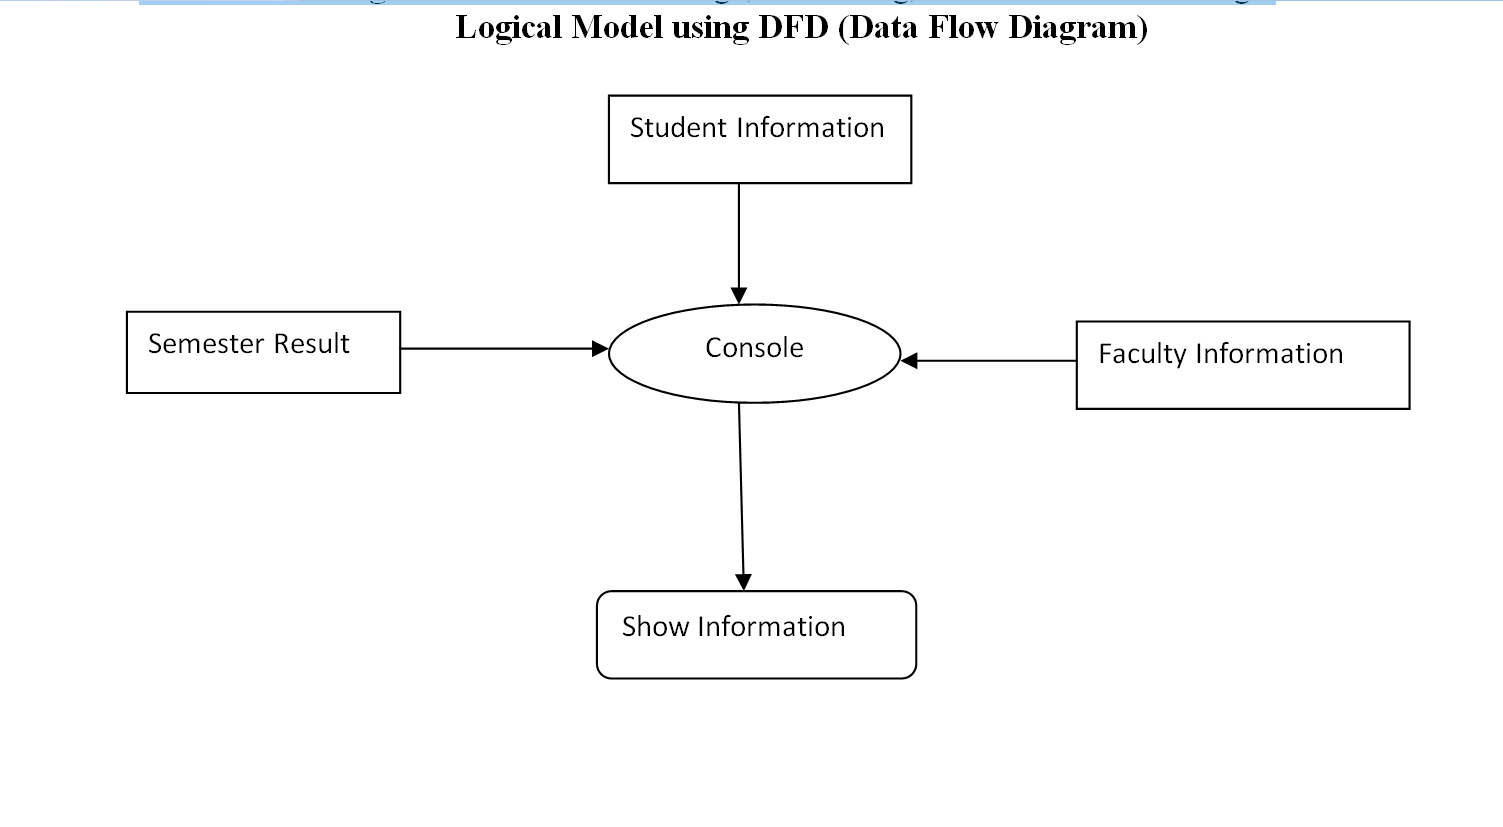 Logical Model using DFD (Data Flow Diagram)
Student Information
Semester Result
Console
Faculty Information
Show Information